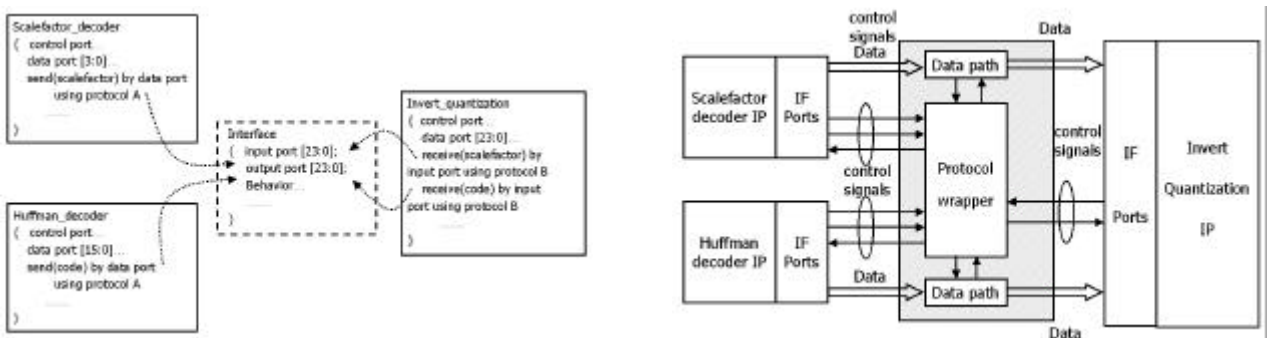 Scalefactor_decoder
{ control port...
data port [3:0]...
send(scalefactor) by data port
using protocol A
......
}
Huffman_decoder
{ control port...
data port [15:0]...
send(code) by data port
using protocol A
......
}
Interface
{ input port [23:0];
output port [23:0];
Behavior...
......
}
Invert_quantization
{ control port...
data port [23:0]...
receive(scalefactor) by
input port using protocol B
receive(code) by input
port using protocol B
......
}
control
signals
Data
Data
Data path
Scalefactor
decoder IP
IF
Ports
control
signals
Protocol
wrapper
control
signals
IF
Ports
Invert
Quantization
IP
Huffman
decoder IP
IF
Ports
Data
Data path
Data